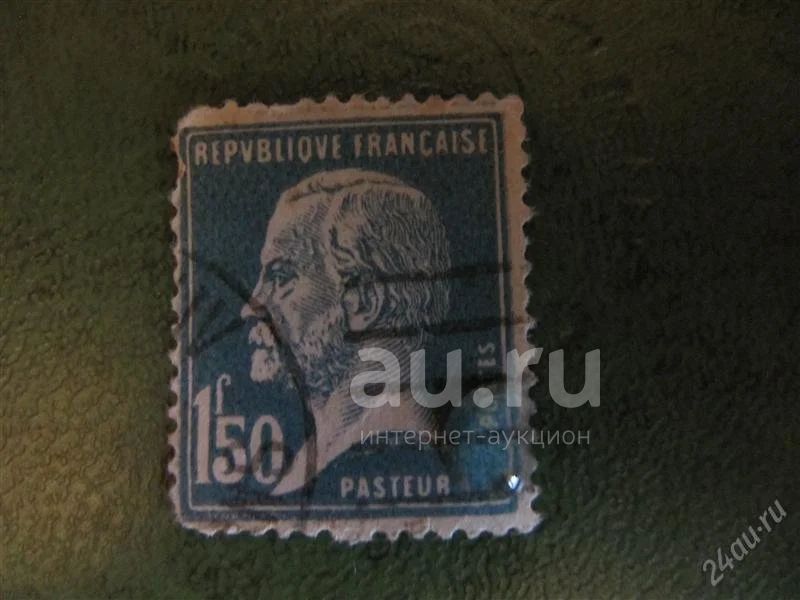 REPVBLIQVE FRANÇAISE
au.ru
интернет-аукцион
1f50
PASTEUR
24au.ru